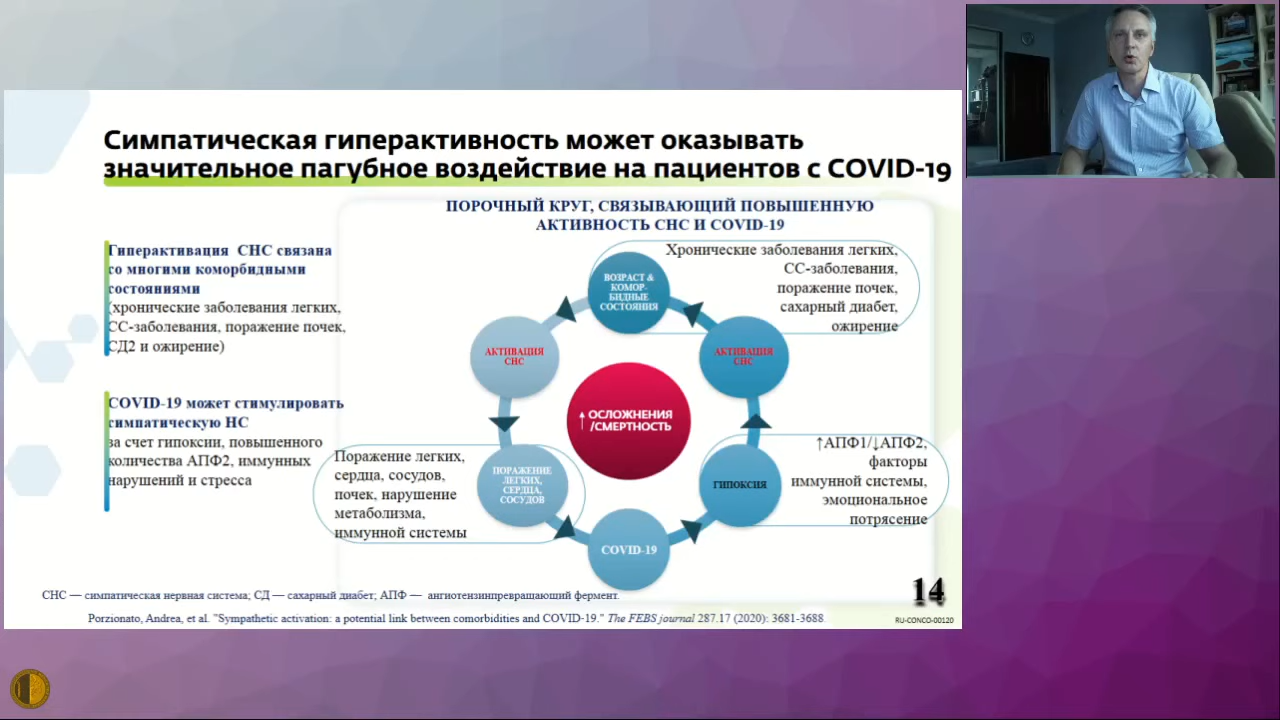 Симпатическая гиперактивность может оказывать
значительное пагубное воздействие на пациентов с COVID-19
ПОРОЧНЫЙ КРУГ, СВЯЗЫВАЮЩИЙ ПОВЫШЕННУЮ
АКТИВНОСТЬ СНС И COVID-19
Гиперактивация СНС связана
со многими коморбидными
состояниями
(хронические заболевания легких,
СС-заболевания, поражение почек,
СД2 и ожирение)
COVID-19 может стимулировать
симпатическую НС
за счет гипоксии, повышенного
количества АПФ2, иммунных
нарушений и стресса
Хронические заболевания легких,
СС-заболевания,
поражение почек,
сахарный диабет,
ожирение
ВОЗРАСТ &
КОМОР-
БИДНЫЕ
СОСТОЯНИЯ
АКТИВАЦИЯ
СНС
АКТИВАЦИЯ
СНС
↑ ОСЛОЖНЕНИЯ
/СМЕРТНОСТЬ
Поражение легких,
сердца, сосудов,
почек, нарушение
метаболизма,
иммунной системы
ПОРАЖЕНИЕ
ЛЕГКИХ,
СЕРДЦА,
СОСУДОВ
ГИПОКСИЯ
↑АПФ1/↓АПФ2,
факторы
иммунной системы,
эмоциональное
потрясение
COVID-19
СНС — симпатическая нервная система; СД — сахарный диабет; АПФ — ангиотензинпревращающий фермент.
14
Porzionato, Andrea, et al. "Sympathetic activation: a potential link between comorbidities and COVID-19." The FEBS journal 287.17 (2020): 3681-3688.
RU-CONCO-00120